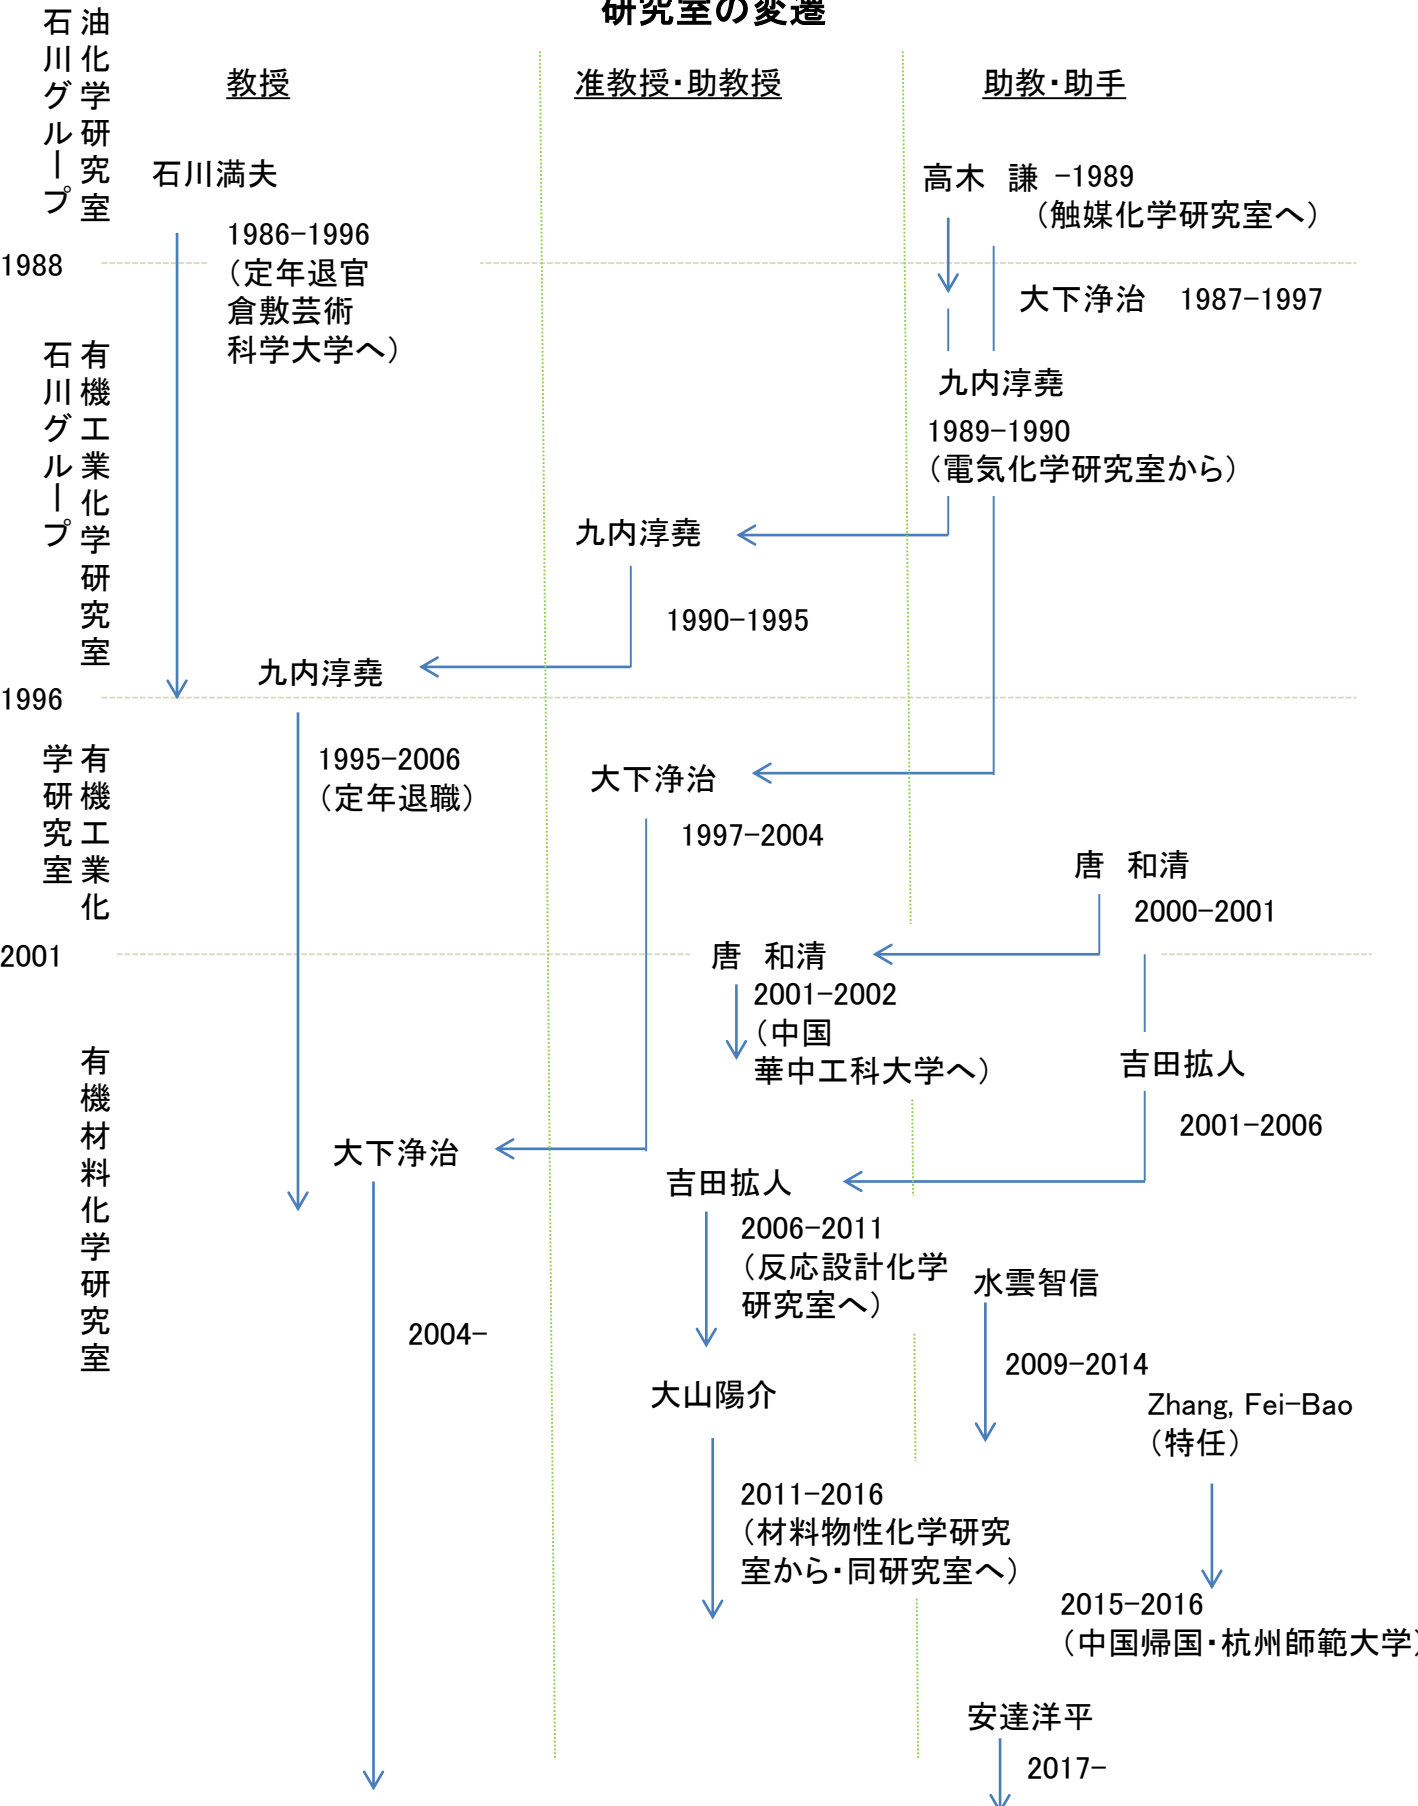 研究室の変遷
油化学研究室
石川グループ
教授
准教授・助教授
助教・助手
石川満夫
1986-1996
（定年退官
倉敷芸術
科学大学へ）
高木　謙 -1989
（触媒化学研究室へ）
1988
大下浄治　1987-1997
有機工業化学研究室
石川グループ
九内淳堯
1989-1990
（電気化学研究室から）
九内淳堯
1990-1995
九内淳堯
1996
1995-2006
（定年退職）
有機工業化
学研究室
大下浄治
1997-2004
唐　和清
2000-2001
2001
唐　和清
2001-2002
（中国
華中工科大学へ）
吉田拡人
2001-2006
有機材料化学研究室
大下浄治
2004-
吉田拡人
2006-2011
（反応設計化学
研究室へ）
水雲智信
2009-2014
大山陽介
2011-2016
（材料物性化学研究
室から・同研究室へ）
Zhang, Fei-Bao
（特任）
2015-2016
（中国帰国・杭州師範大学）
安達洋平
2017-